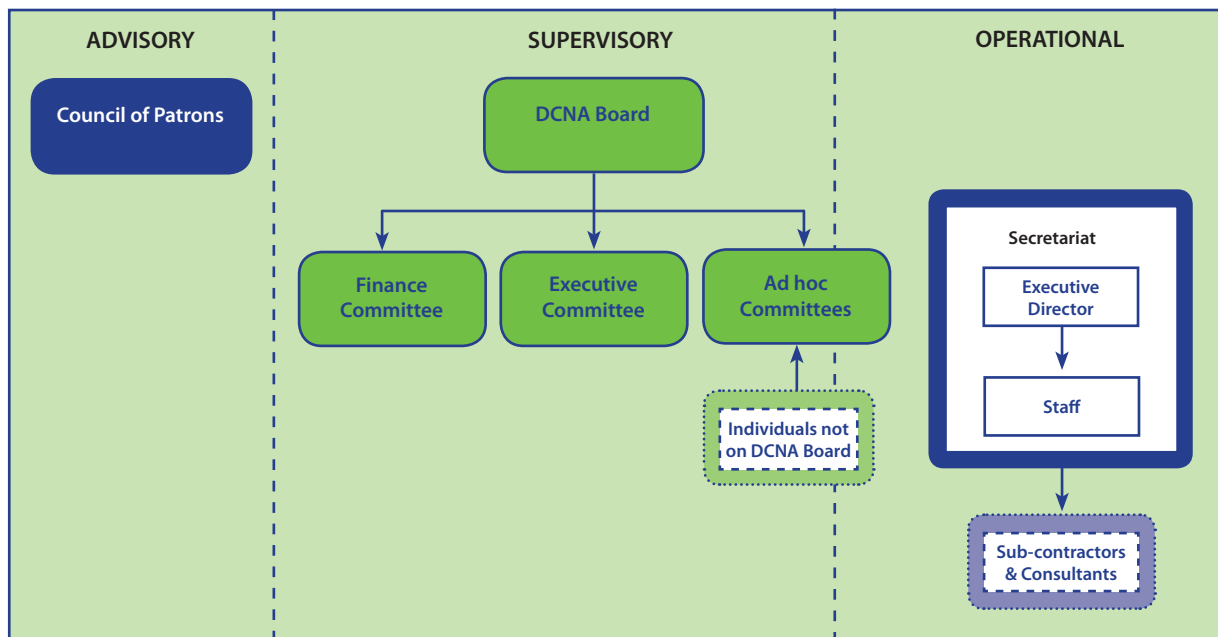 ADVISORY
SUPERVISORY
OPERATIONAL
Council of Patrons
DCNA Board
Finance
Committee
Executive
Committee
Ad hoc
Committees
Individuals not
on DCNA Board
Secretariat
Executive
Director
Staff
Sub-contractors
& Consultants